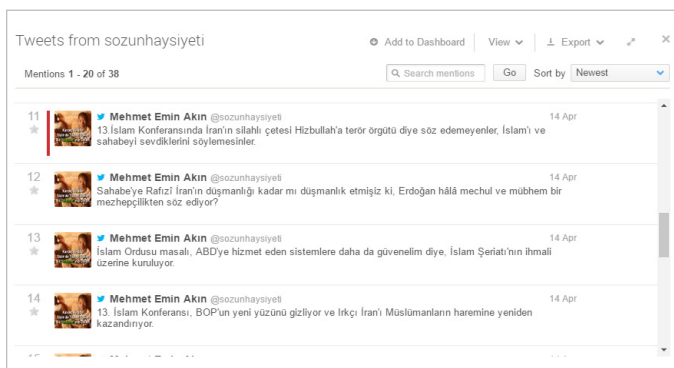 Tweets from sozunhaysiyeti
Add to Dashboard View Export
Mentions 1 - 20 of 38
Search mentions Go Sort by Newest
11 Mehmet Emin Akın @sozunhaysiyeti 14 Apr
13.İslam Konferansında İran'ın silahlı çetesi Hizbullah'a terör örgütü diye söz edemeyenler, İslam'ı ve
sahabeyi sevdiklerini söylemesinler.
12 Mehmet Emin Akın @sozunhaysiyeti 14 Apr
Sahabe'ye Rafızî İran'ın düşmanlığı kadar mı düşmanlık etmişiz ki, Erdoğan hâlâ mechul ve mübhem bir
mezhepçilikten söz ediyor?
13 Mehmet Emin Akın @sozunhaysiyeti 14 Apr
İslam Ordusu masalı, ABD'ye hizmet eden sistemlere daha da güvenelim diye, İslam Şeriatı'nın ihmali
üzerine kuruluyor.
14 Mehmet Emin Akın @sozunhaysiyeti 14 Apr
13. İslam Konferansı, BOP'un yeni yüzünü gizliyor ve Irkçı İran'ı Müslümanların haremine yeniden
kazandırıyor.